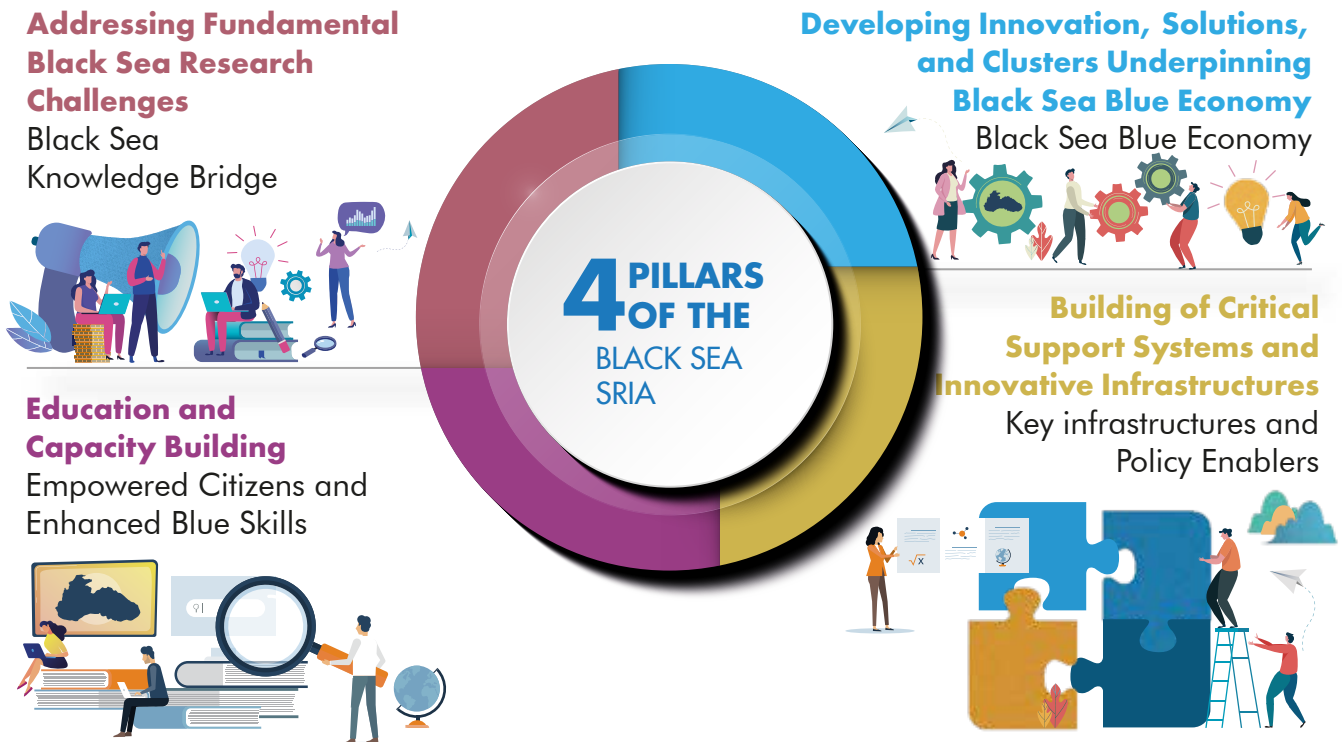 Addressing Fundamental
Black Sea Research
Challenges
Black Sea
Knowledge Bridge
Developing Innovation, Solutions,
and Clusters Underpinning
Black Sea Blue Economy
Black Sea Blue Economy
4 PILLARS
OF THE
BLACK SEA
SRIA
Education and
Capacity Building
Empowered Citizens and
Enhanced Blue Skills
Building of Critical
Support Systems and
Innovative Infrastructures
Key infrastructures and
Policy Enablers
√x